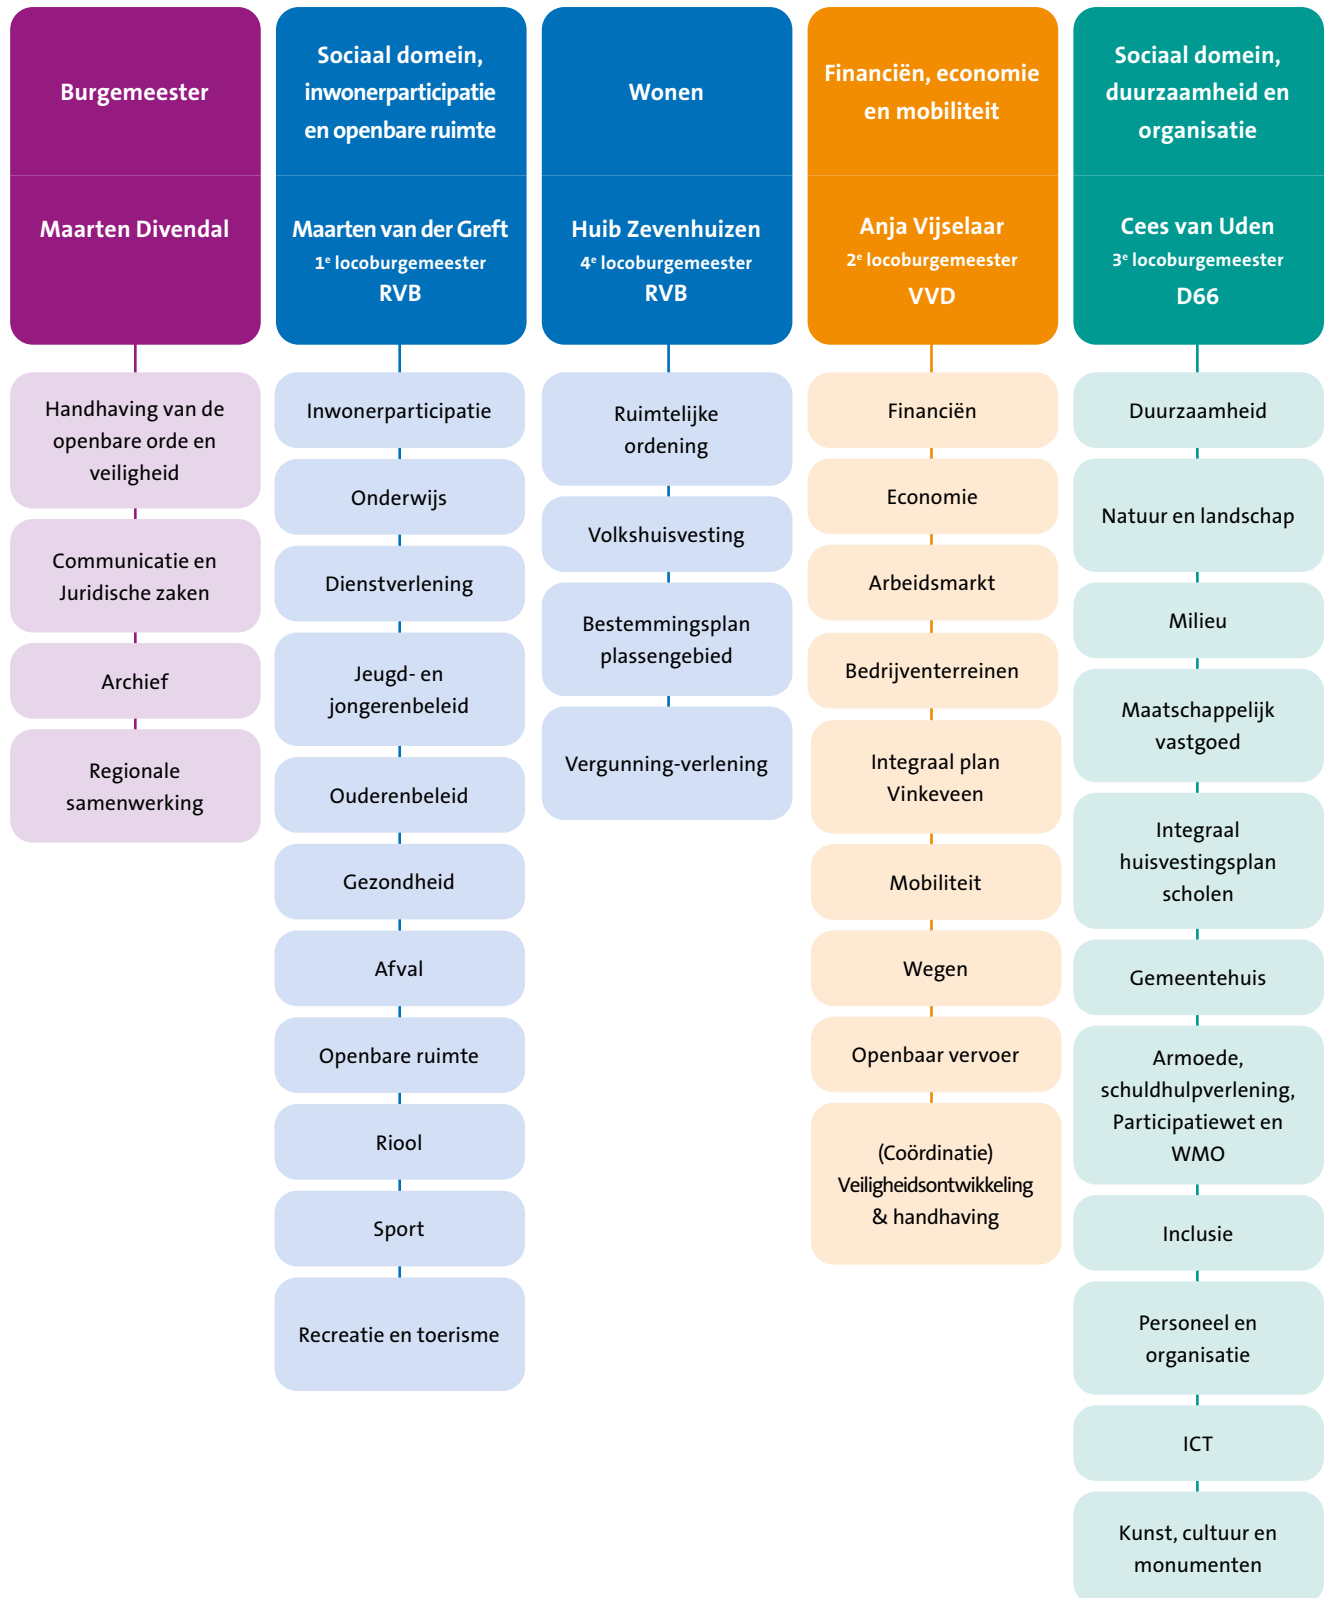 Burgemeester
Maarten Divendal
Handhaving van de
openbare orde en
veiligheid
Communicatie en
Juridische zaken
Archief
Regionale
samenwerking
Sociaal domein,
inwonerparticipatie
en openbare ruimte
Maarten van der Greft
1e locoburgemeester
RVB
Inwonerparticipatie
Onderwijs
Dienstverlening
Jeugd- en
jongerenbeleid
Ouderenbeleid
Gezondheid
Afval
Openbare ruimte
Riool
Sport
Recreatie en toerisme
Wonen
Huib Zevenhuizen
4e locoburgemeester
RVB
Ruimtelijke
ordening
Volkshuisvesting
Bestemmingsplan
plassengebied
Vergunning-verlening
Financiën, economie
en mobiliteit
Anja Vijselaar
2e locoburgemeester
VVD
Financiën
Economie
Arbeidsmarkt
Bedrijventerreinen
Integraal plan
Vinkeveen
Mobiliteit
Wegen
Openbaar vervoer
(Coördinatie)
Veiligheidsontwikkeling
& handhaving
Sociaal domein,
duurzaamheid en
organisatie
Cees van Uden
3e locoburgemeester
D66
Duurzaamheid
Natuur en landschap
Milieu
Maatschappelijk
vastgoed
Integraal
huisvestingsplan
scholen
Gemeentehuis
Armoede,
schuldhulpverlening,
Participatiewet en
WMO
Inclusie
Personeel en
organisatie
ICT
Kunst, cultuur en
monumenten